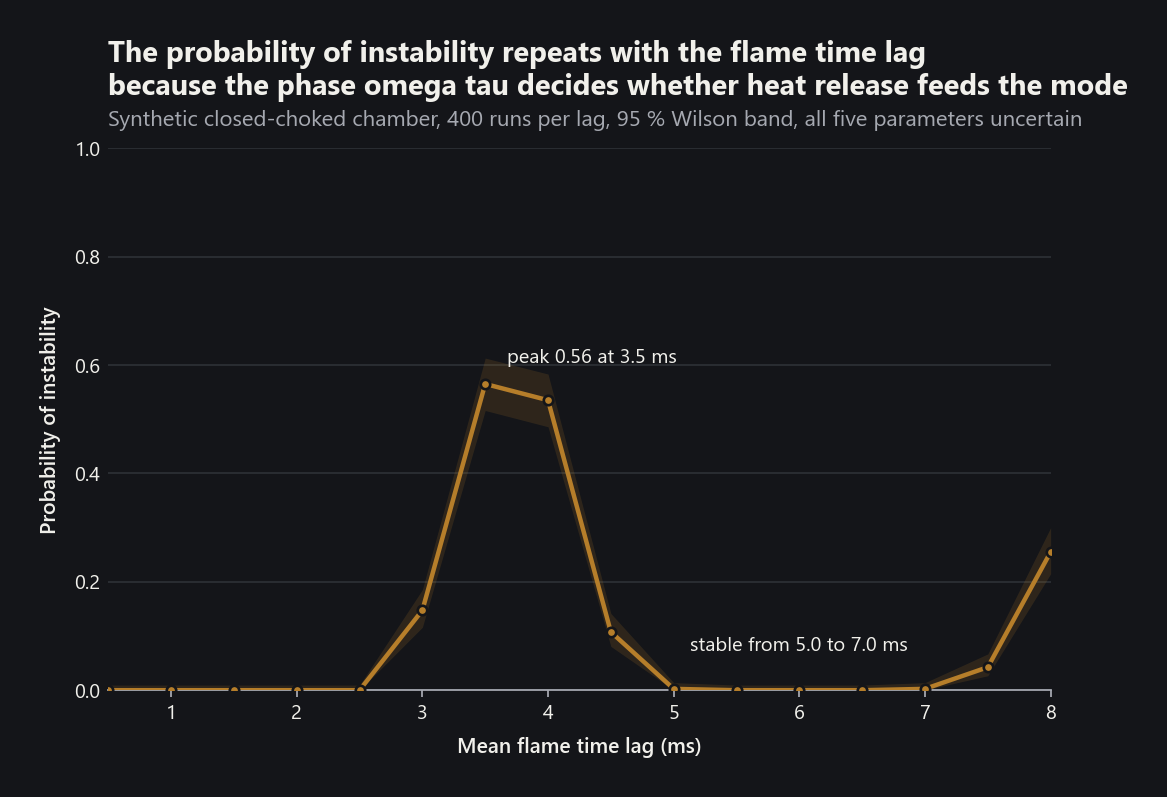 The probability of instability repeats with the flame time lag
because the phase omega tau decides whether heat release feeds the mode
Synthetic closed-choked chamber, 400 runs per lag, 95 % Wilson band, all five parameters uncertain
1.0
0.8
0.6
0.4
0.2
0.0
Probability of instability
peak 0.56 at 3.5 ms
stable from 5.0 to 7.0 ms
1 2 3 4 5 6 7 8
Mean flame time lag (ms)